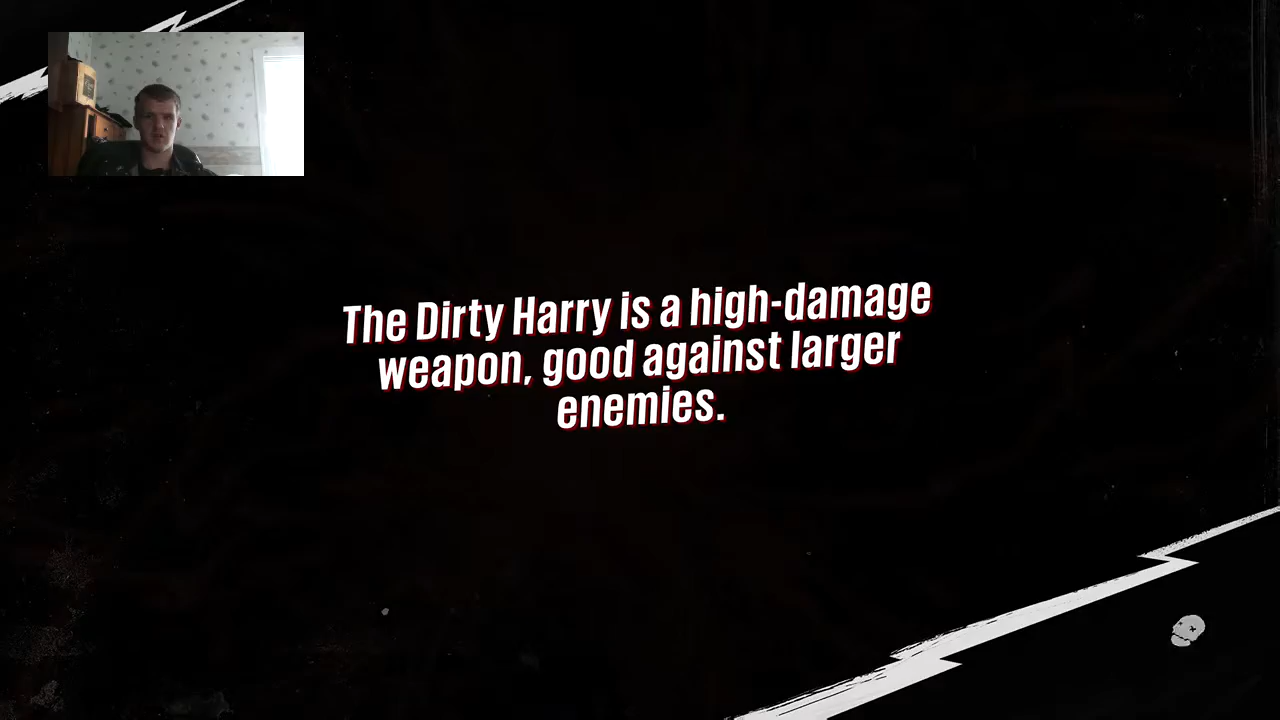 The Dirty Harry is a high-damage
weapon, good against larger
enemies.